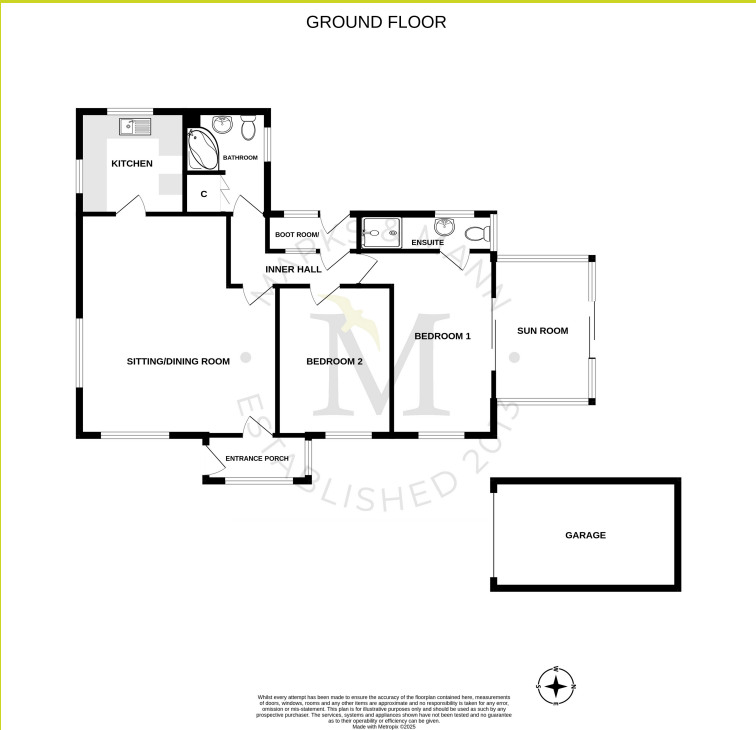 GROUND FLOOR
KITCHEN
BATHROOM
C
BOOT ROOM/
ENSUITE
INNER HALL
SITTING/DINING ROOM
BEDROOM 2
BEDROOM 1
SUN ROOM
ENTRANCE PORCH
MARKS & MANN
M
ESTABLISHED 2013
GARAGE
W
S
N
E
Whilst every attempt has been made to ensure the accuracy of the floorplan contained here, measurements
of doors, windows, rooms and any other items are approximate and no responsibility is taken for any error,
omission or mis-statement. This plan is for illustrative purposes only and should be used as such by any
prospective purchaser. The services, systems and appliances shown have not been tested and no guarantee
as to their operability or efficiency can be given.
Made with Metropix ©2025